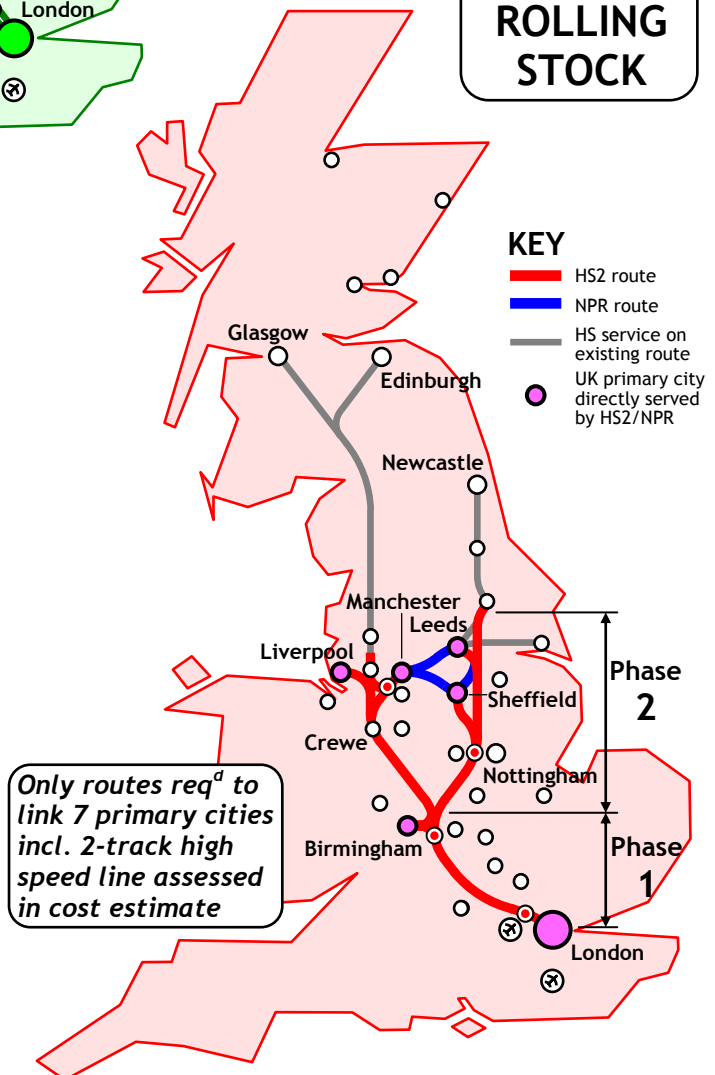 London
ROLLING
STOCK
KEY
HS2 route
NPR route
HS service on
existing route
UK primary city
directly served
by HS2/NPR
Glasgow
Edinburgh
Newcastle
Manchester
Leeds
Liverpool
Sheffield
Phase
2
Crewe
Nottingham
Only routes reqd to
link 7 primary cities
incl. 2-track high
speed line assessed
in cost estimate
Birmingham
Phase
1
London